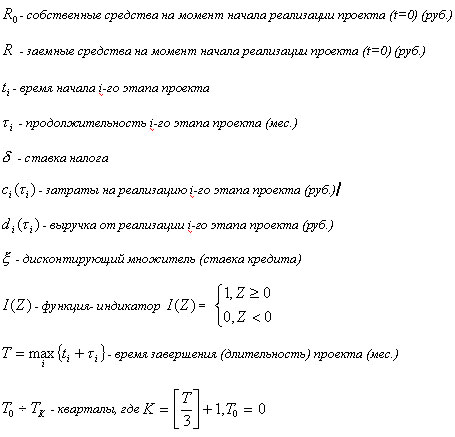 R₀ - собственные средства на момент начала реализации проекта (t=0) (руб.)
R - заемные средства на момент начала реализации проекта (t=0) (руб.)
tᵢ - время начала i-го этапа проекта
τᵢ - продолжительность i-го этапа проекта (мес.)
δ - ставка налога
cᵢ(τᵢ) - затраты на реализацию i-го этапа проекта (руб.)
dᵢ(τᵢ) - выручка от реализации i-го этапа проекта (руб.)
ξ - дисконтирующий множитель (ставка кредита)
I(Z) - функция- индикатор I(Z) = {1, Z ≥ 0
0, Z < 0
T = max{tᵢ + τᵢ} - время завершения (длительность) проекта (мес.)
i
T₀ ÷ T_K - кварталы, где K = [T/3] + 1, T₀ = 0